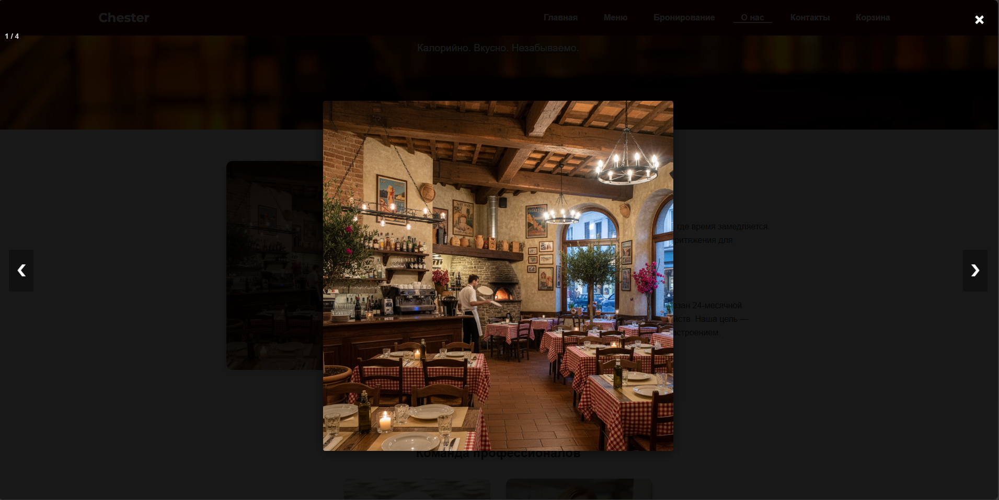 Chester
Главная Меню Бронирование О нас Контакты Корзина
1 / 4
Калорийно. Вкусно. Незабываемо.
где время замедляется.
ритяжения для
езан 24-месячной
йств. Наша цель —
астроением.
Команда профессионалов